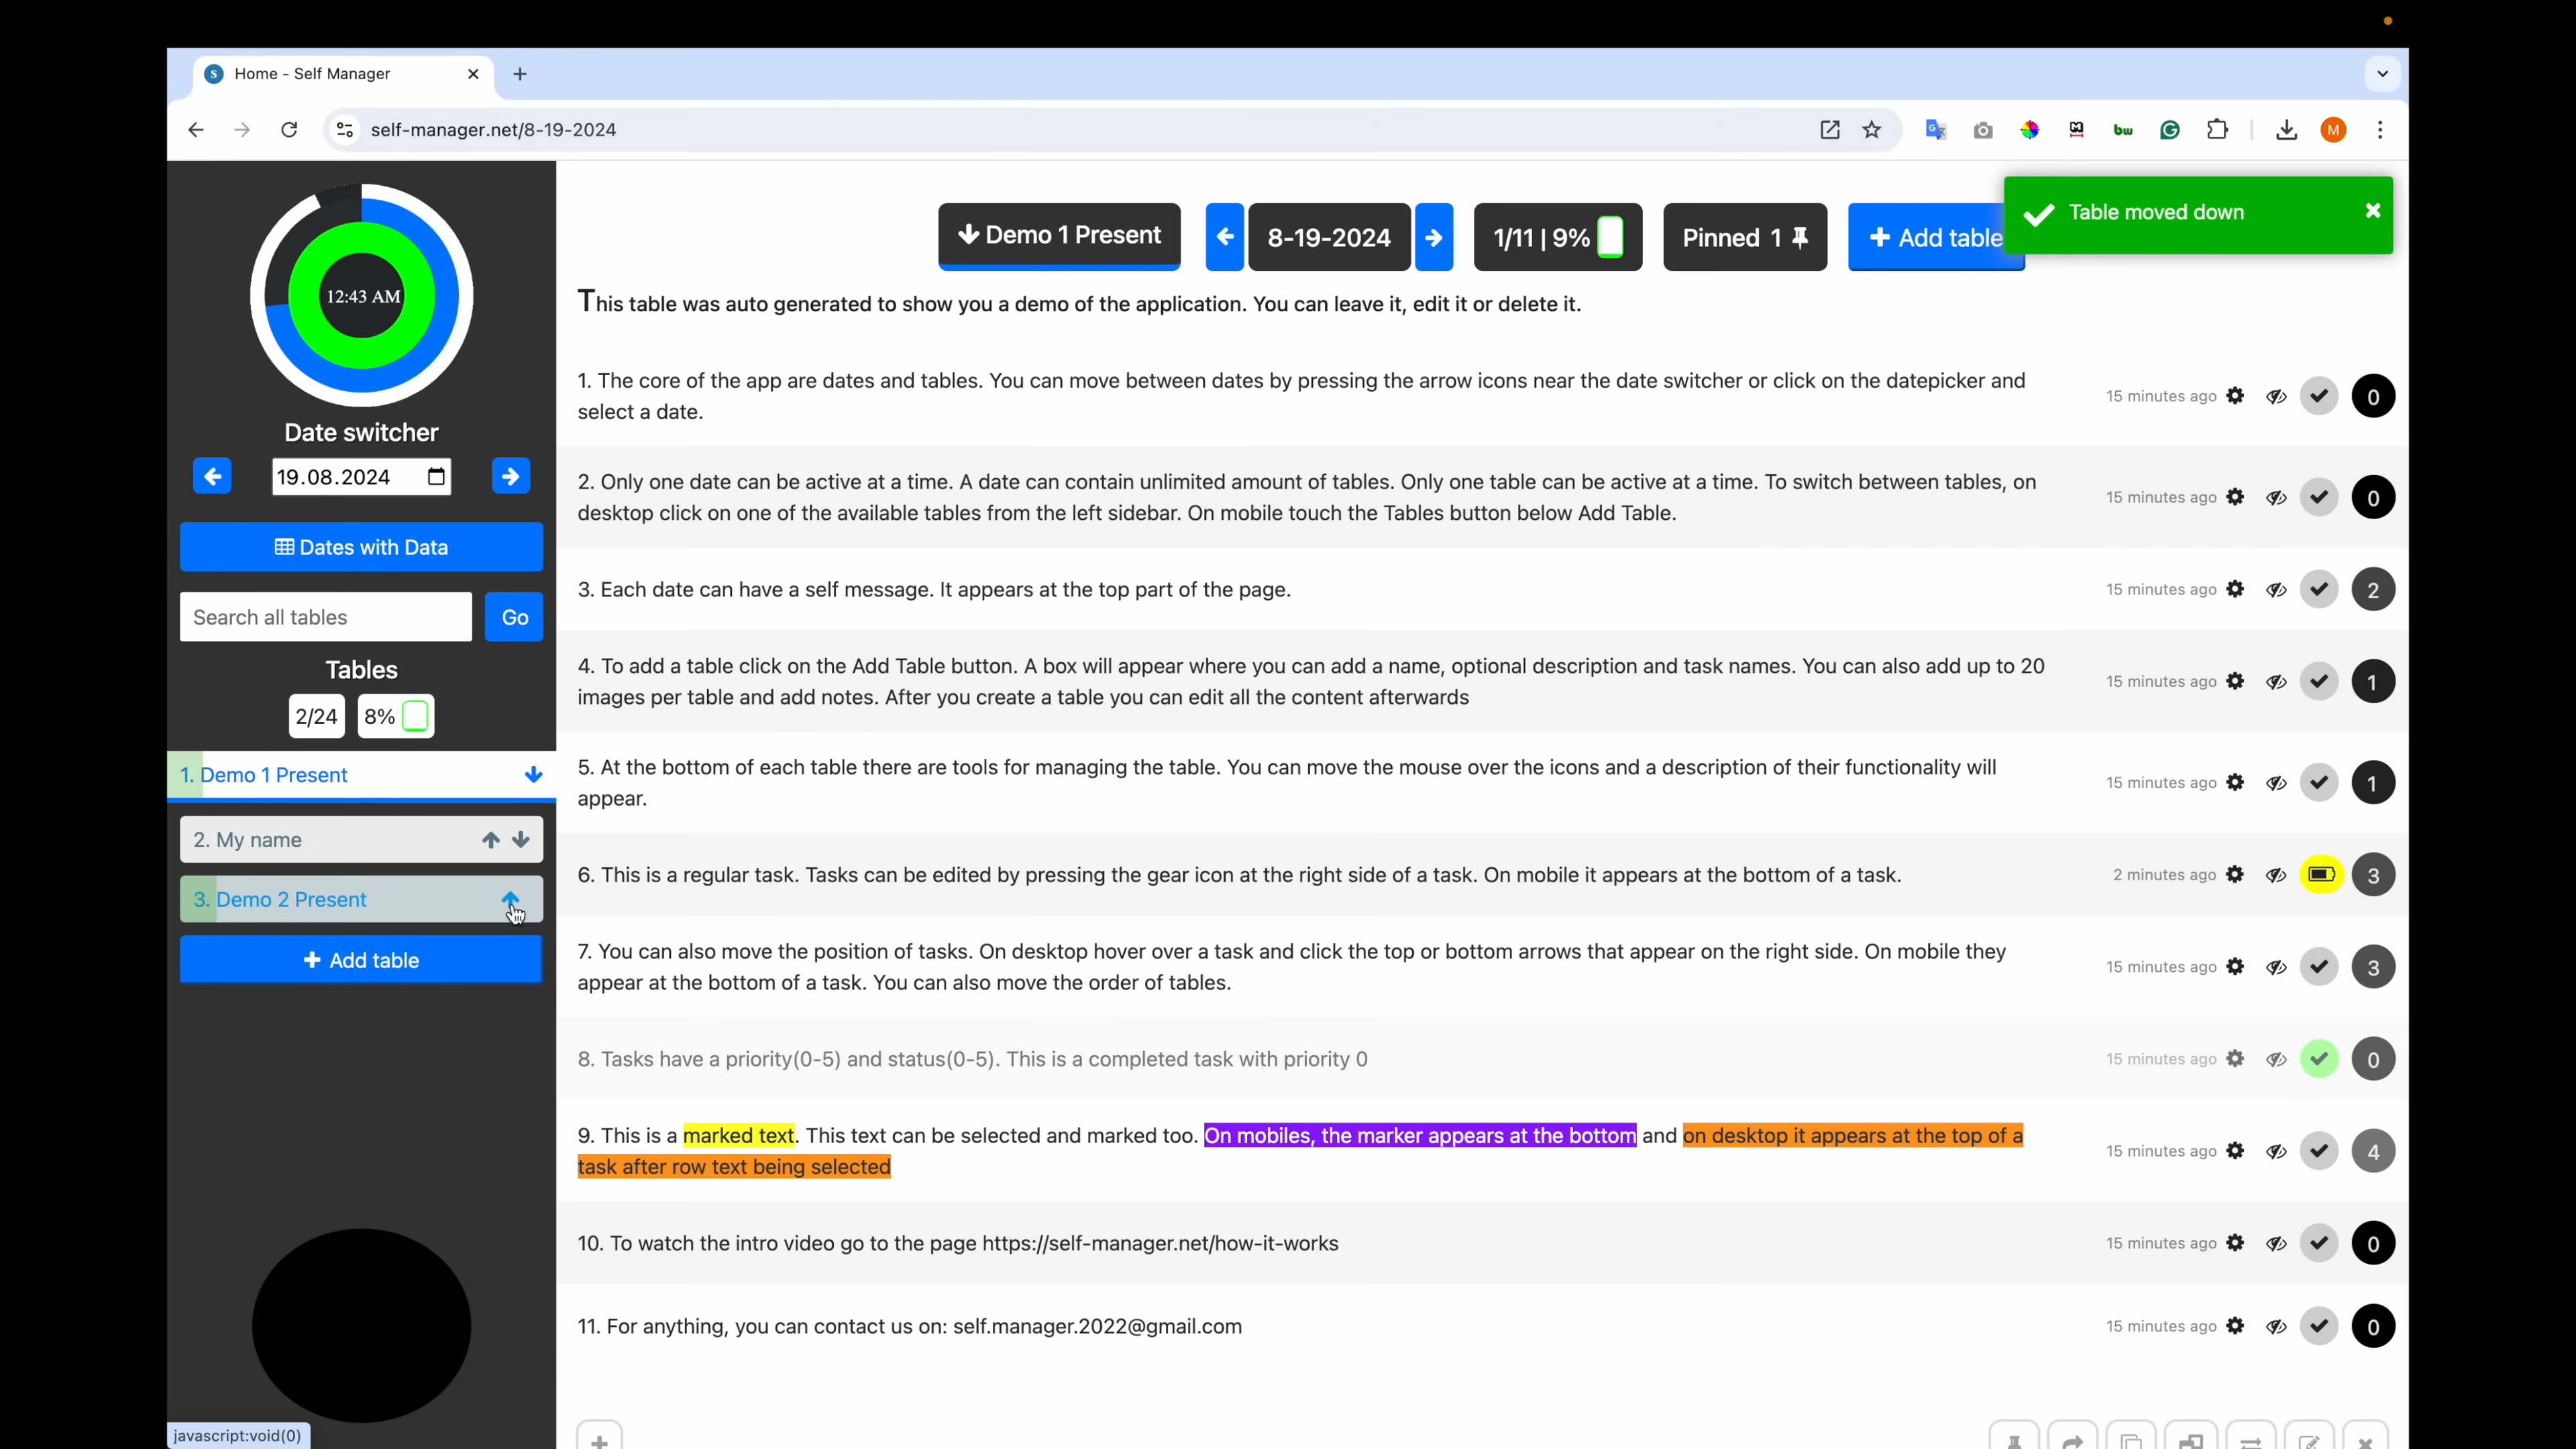 Home - Self Manager
self-manager.net/8-19-2024
M
12:43 AM
Date switcher
19.08.2024
Dates with Data
Search all tables
Go
Tables
2/24
8%
1. Demo 1 Present
2. My name
3. Demo 2 Present
+ Add table
javascript:void(0)
Demo 1 Present
8-19-2024
1/11 | 9%
Pinned 1
+ Add table
Table moved down
This table was auto generated to show you a demo of the application. You can leave it, edit it or delete it.
1. The core of the app are dates and tables. You can move between dates by pressing the arrow icons near the date switcher or click on the datepicker and
select a date.
15 minutes ago
0
2. Only one date can be active at a time. A date can contain unlimited amount of tables. Only one table can be active at a time. To switch between tables, on
desktop click on one of the available tables from the left sidebar. On mobile touch the Tables button below Add Table.
15 minutes ago
0
3. Each date can have a self message. It appears at the top part of the page.
15 minutes ago
2
4. To add a table click on the Add Table button. A box will appear where you can add a name, optional description and task names. You can also add up to 20
images per table and add notes. After you create a table you can edit all the content afterwards
15 minutes ago
1
5. At the bottom of each table there are tools for managing the table. You can move the mouse over the icons and a description of their functionality will
appear.
15 minutes ago
1
6. This is a regular task. Tasks can be edited by pressing the gear icon at the right side of a task. On mobile it appears at the bottom of a task.
2 minutes ago
3
7. You can also move the position of tasks. On desktop hover over a task and click the top or bottom arrows that appear on the right side. On mobile they
appear at the bottom of a task. You can also move the order of tables.
15 minutes ago
3
8. Tasks have a priority(0-5) and status(0-5). This is a completed task with priority 0
15 minutes ago
0
9. This is a marked text. This text can be selected and marked too. On mobiles, the marker appears at the bottom and on desktop it appears at the top of a
task after row text being selected
15 minutes ago
4
10. To watch the intro video go to the page https://self-manager.net/how-it-works
15 minutes ago
0
11. For anything, you can contact us on: self.manager.2022@gmail.com
15 minutes ago
0